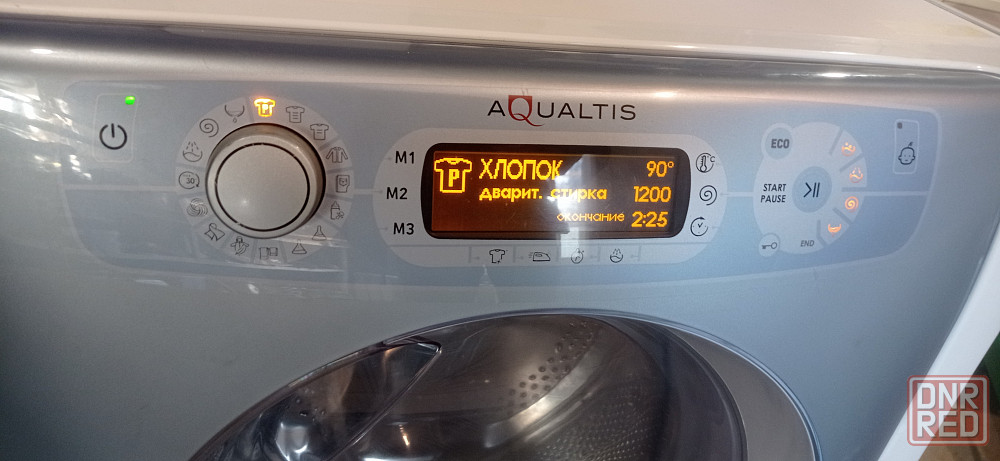 AQUALTIS
P
30
M1
M2
M3
P
ХЛОПОК 90°
дварит. стирка 1200
окончание 2:25
°C
ECO
START
PAUSE
END
DNR
RED